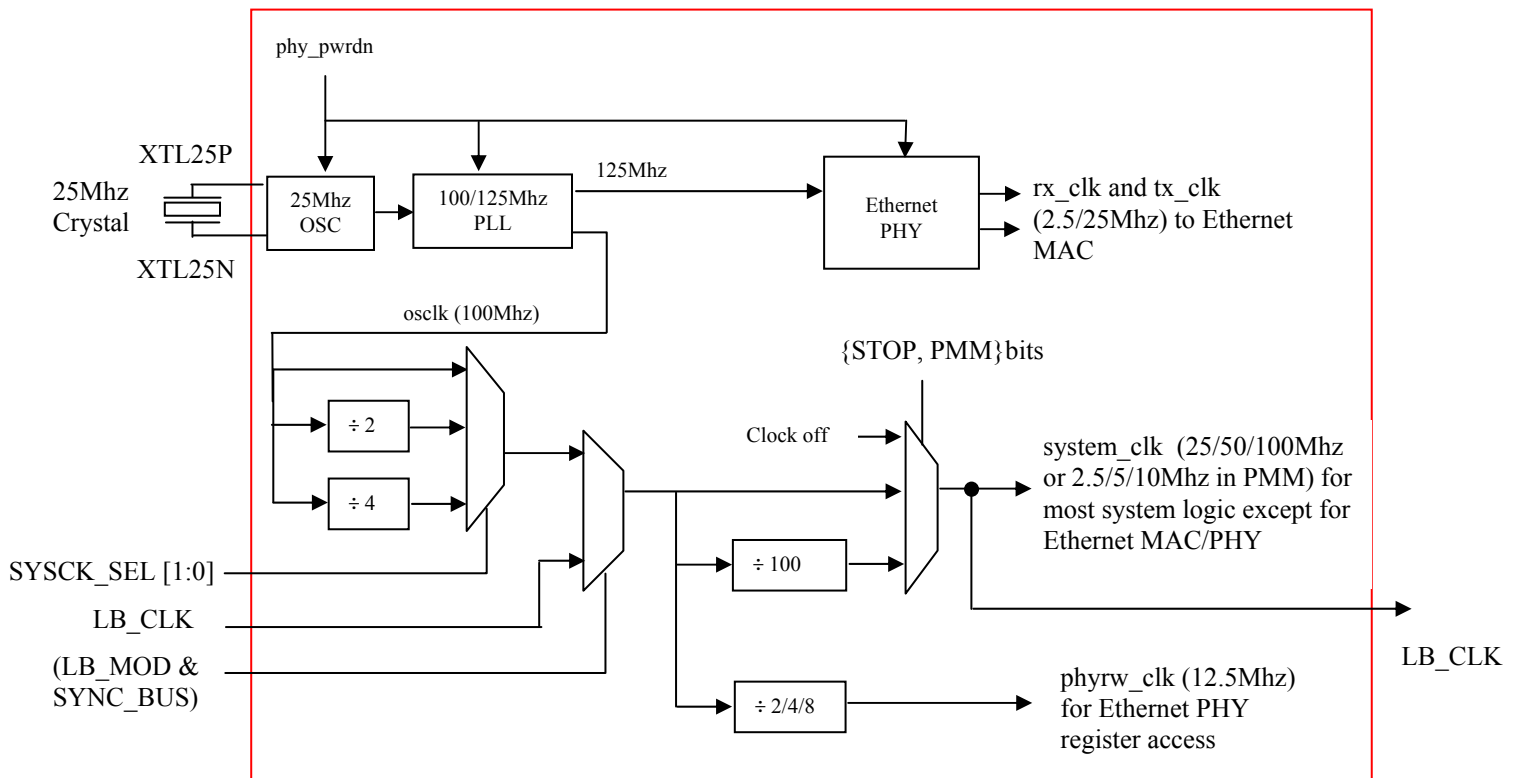 phy_pwrdn
XTL25P
25Mhz
Crystal
XTL25N
25Mhz
OSC
100/125Mhz
PLL
125Mhz
Ethernet
PHY
rx_clk and tx_clk
(2.5/25Mhz) to Ethernet
MAC
osclk (100Mhz)
{STOP, PMM}bits
÷ 2
÷ 4
Clock off
system_clk (25/50/100Mhz
or 2.5/5/10Mhz in PMM) for
most system logic except for
Ethernet MAC/PHY
÷ 100
SYSCK_SEL [1:0]
LB_CLK
(LB_MOD &
SYNC_BUS)
LB_CLK
÷ 2/4/8
phyrw_clk (12.5Mhz)
for Ethernet PHY
register access